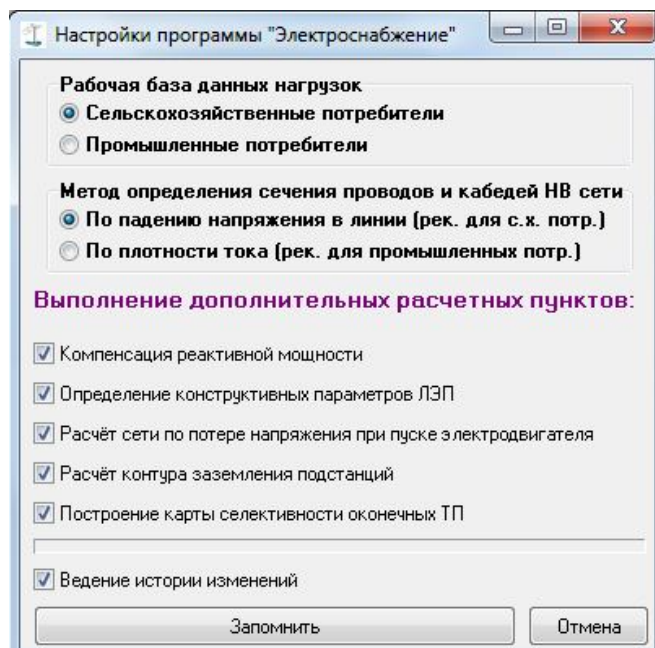 Настройки программы "Электроснабжение"
Рабочая база данных нагрузок
Сельскохозяйственные потребители
Промышленные потребители
Метод определения сечения проводов и кабедей НВ сети
По падению напряжения в линии (рек. для с.х. потр.)
По плотности тока (рек. для промышленных потр.)
Выполнение дополнительных расчетных пунктов:
Компенсация реактивной мощности
Определение конструктивных параметров ЛЭП
Расчёт сети по потере напряжения при пуске электродвигателя
Расчёт контура заземления подстанций
Построение карты селективности оконечных ТП
Ведение истории изменений
Запомнить
Отмена